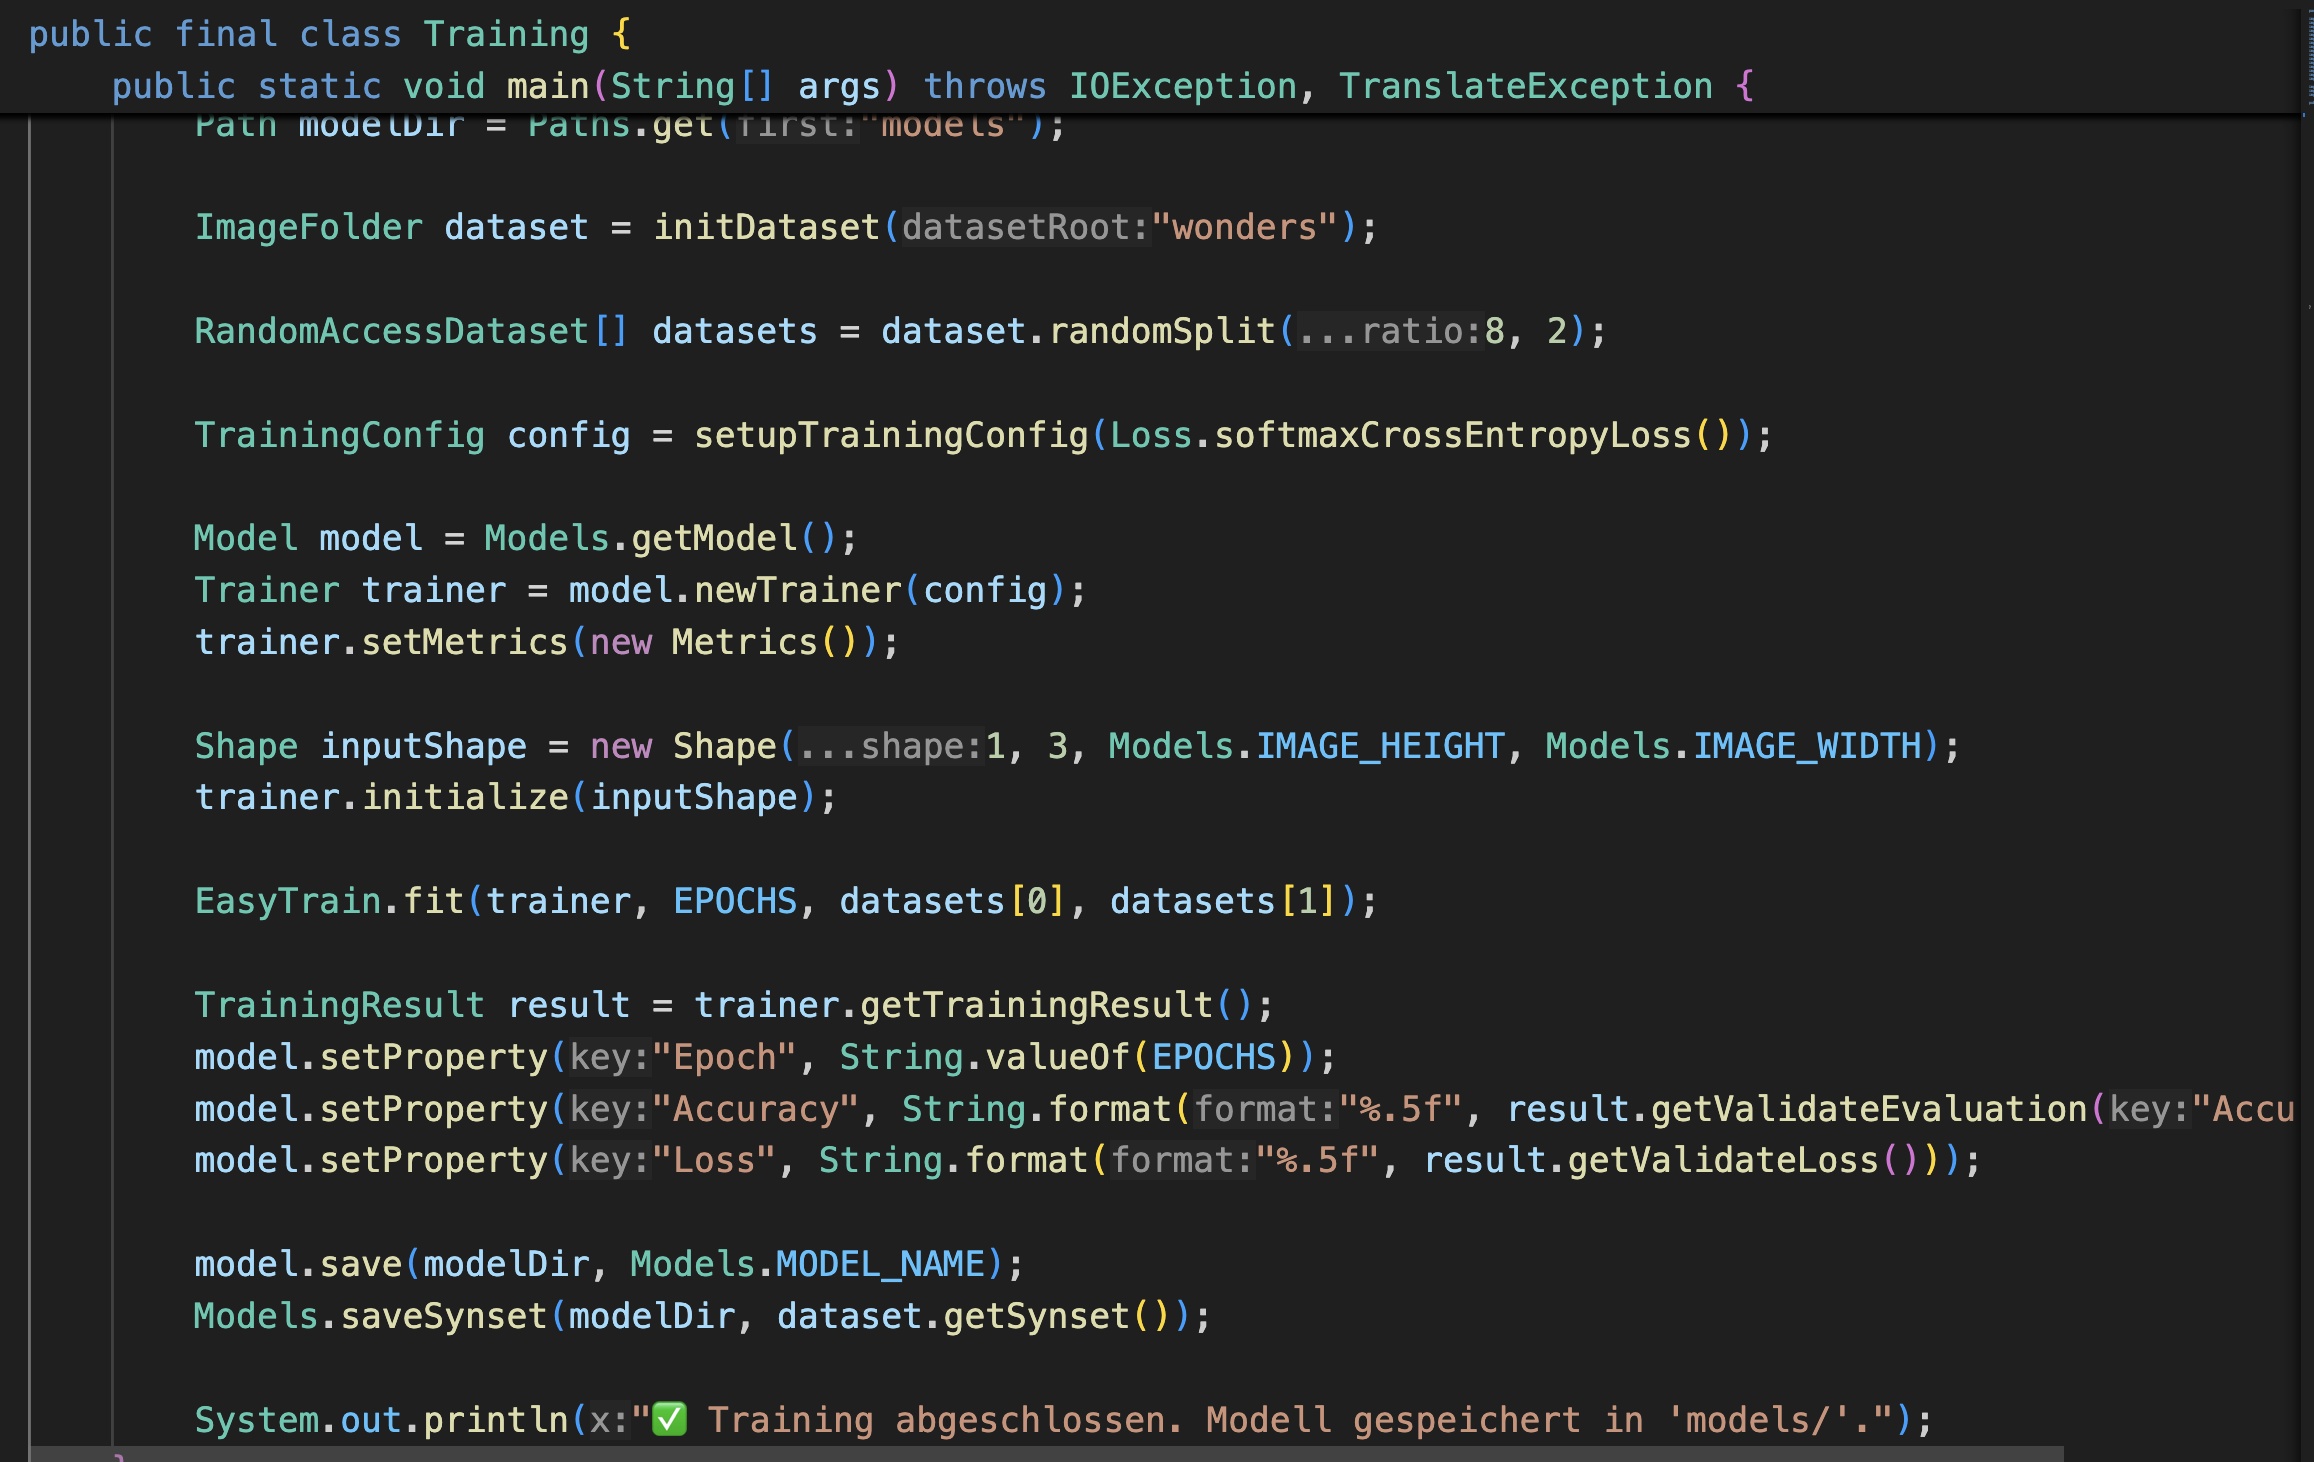 public final class Training {
public static void main(String[] args) throws IOException, TranslateException {
Path modelDir = Paths.get(first:"models");
ImageFolder dataset = initDataset(datasetRoot:"wonders");
RandomAccessDataset[] datasets = dataset.randomSplit(...ratio:8, 2);
TrainingConfig config = setupTrainingConfig(Loss.softmaxCrossEntropyLoss());
Model model = Models.getModel();
Trainer trainer = model.newTrainer(config);
trainer.setMetrics(new Metrics());
Shape inputShape = new Shape(...shape:1, 3, Models.IMAGE_HEIGHT, Models.IMAGE_WIDTH);
trainer.initialize(inputShape);
EasyTrain.fit(trainer, EPOCHS, datasets[0], datasets[1]);
TrainingResult result = trainer.getTrainingResult();
model.setProperty(key:"Epoch", String.valueOf(EPOCHS));
model.setProperty(key:"Accuracy", String.format(format:"%.5f", result.getValidateEvaluation(key:"Accu
model.setProperty(key:"Loss", String.format(format:"%.5f", result.getValidateLoss()));
model.save(modelDir, Models.MODEL_NAME);
Models.saveSynset(modelDir, dataset.getSynset());
System.out.println(x:"✅ Training abgeschlossen. Modell gespeichert in 'models/'.");
}